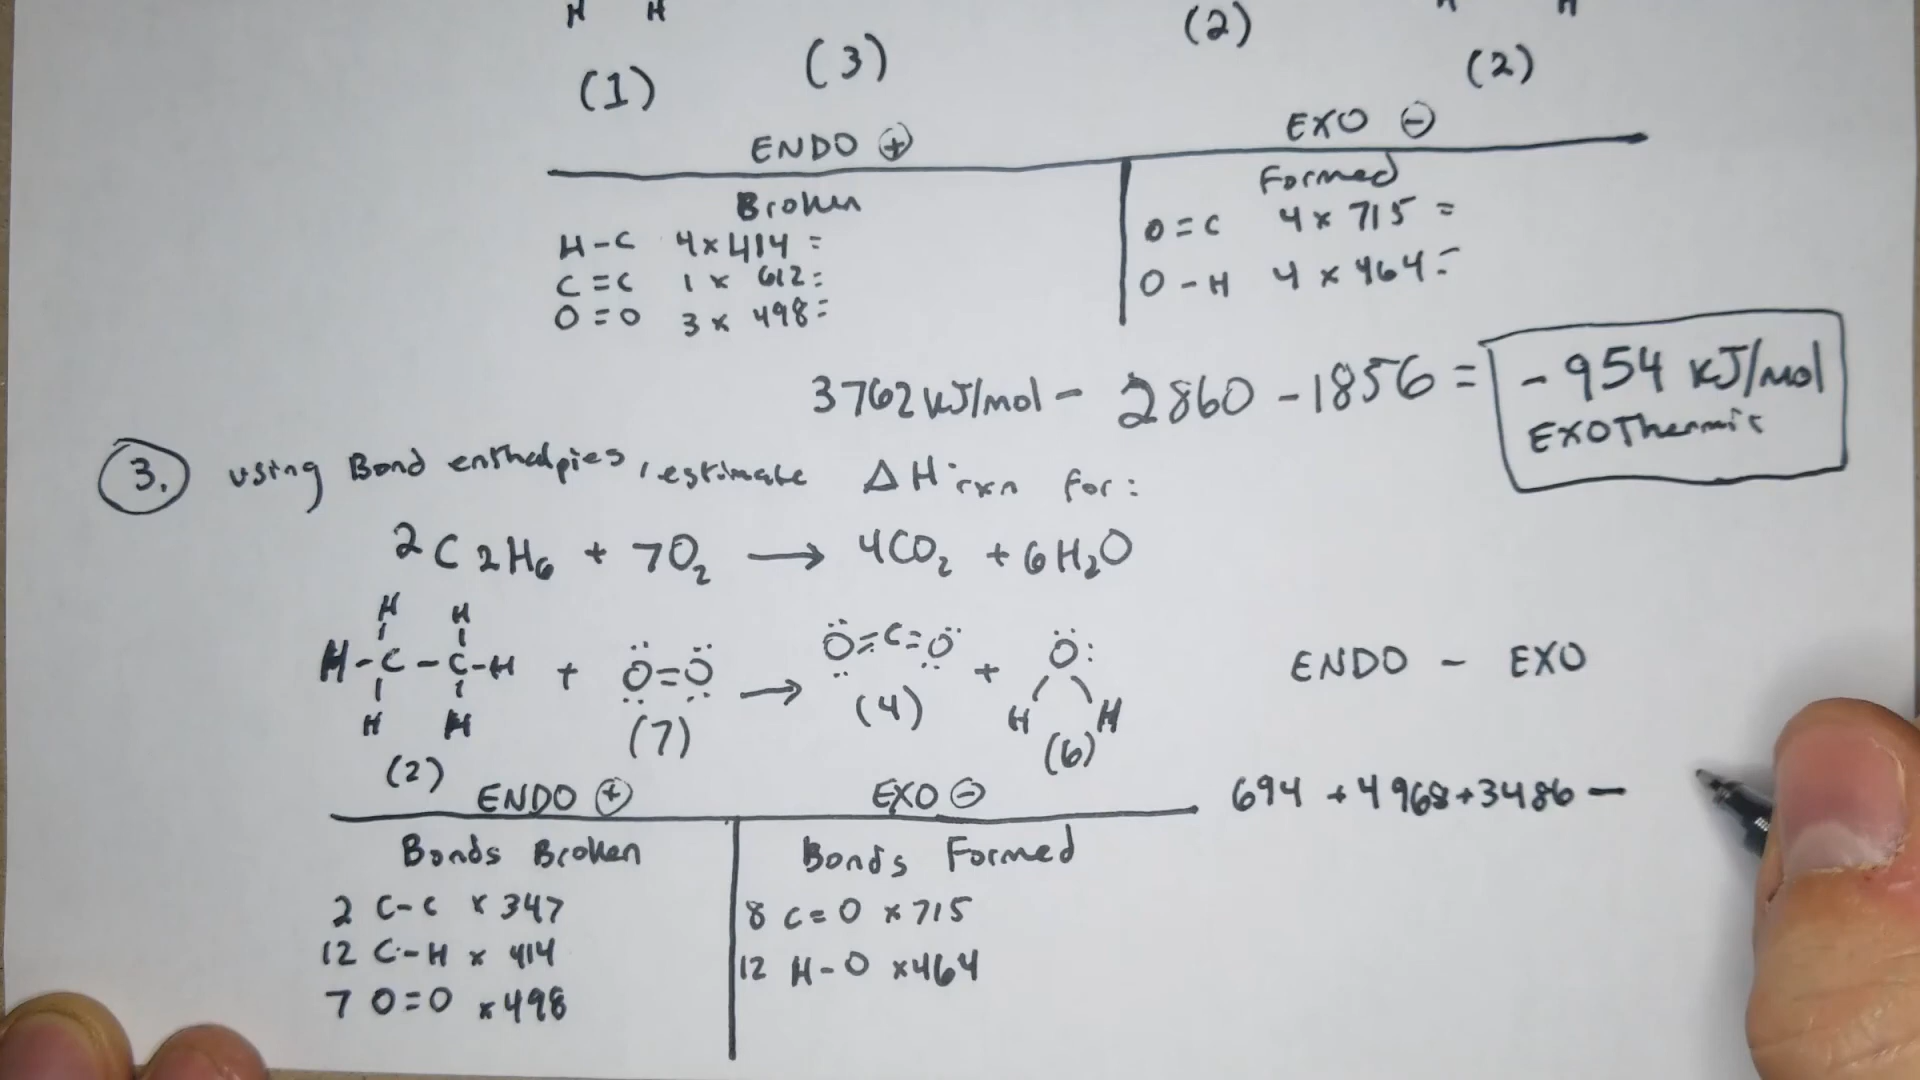 H H
H H
(1) (3) (2) (2)
ENDO ⊕ EXO ⊖
Broken Formed
H-C 4 x 414 = O=C 4 x 715 =
C=C 1 x 612 = O-H 4 x 464 =
O=O 3 x 498 =
3762 kJ/mol - 2860 - 1856 = -954 kJ/mol
EXOThermic
3. using Bond enthalpies, estimate ΔH°rxn for:
2C2H6 + 7O2 → 4CO2 + 6H2O
H H
H-C-C-H + O=O → O=C=O + O
H H H H
(2) (7) (4) (6)
ENDO - EXO
ENDO ⊕ EXO ⊖
694 + 4968 + 3486 -
Bonds Broken Bonds Formed
2 C-C x 347 8 C=O x 715
12 C-H x 414 12 H-O x 464
7 O=O x 498